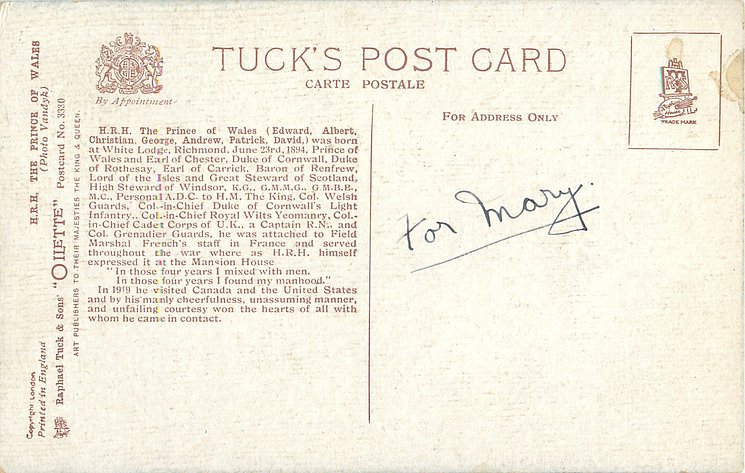 TUCK'S POST CARD
CARTE POSTALE
By Appointment
FOR ADDRESS ONLY
TRADE MARK
H.R.H. THE PRINCE OF WALES
(Photo Vandyk)
"OILETTE" Postcard No. 3330
Raphael Tuck & Sons'
ART PUBLISHERS TO THEIR MAJESTIES THE KING & QUEEN.
Copyright London
Printed in England
H.R.H. The Prince of Wales (Edward, Albert,
Christian, George, Andrew, Patrick, David,) was born
at White Lodge, Richmond, June 23rd, 1894. Prince of
Wales and Earl of Chester, Duke of Cornwall, Duke
of Rothesay, Earl of Carrick, Baron of Renfrew,
Lord of the Isles and Great Steward of Scotland,
High Steward of Windsor, K.G., G.M.M.G., G.M.B.E.,
M.C., Personal A.D.C. to H.M. The King, Col. Welsh
Guards, Col.-in-Chief Duke of Cornwall's Light
Infantry., Col.-in-Chief Royal Wilts Yeomanry, Col.-
in-Chief Cadet Corps of U.K., a Captain R.N., and
Col. Grenadier Guards, he was attached to Field
Marshal French's staff in France and served
throughout the war where as H.R.H. himself
expressed it at the Mansion House
"In those four years I mixed with men.
In those four years I found my manhood."
In 1919 he visited Canada and the United States
and by his manly cheerfulness, unassuming manner,
and unfailing courtesy won the hearts of all with
whom he came in contact.
For Mary.